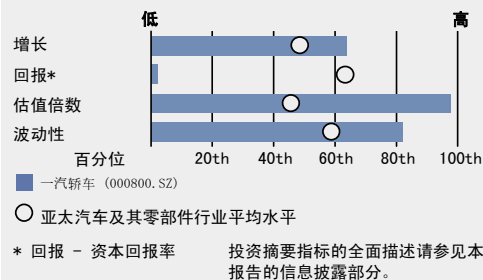 低 高
增长
回报*
估值倍数
波动性
百分位 20th 40th 60th 80th 100th
一汽轿车 (000800.SZ)
亚太汽车及其零部件行业平均水平
* 回报 - 资本回报率 投资摘要指标的全面描述请参见本
报告的信息披露部分。